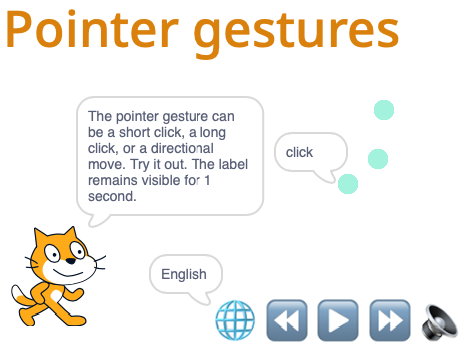 Pointer gestures
The pointer gesture can
be a short click, a long
click, or a directional
move. Try it out. The label
remains visible for 1
second.
click
English